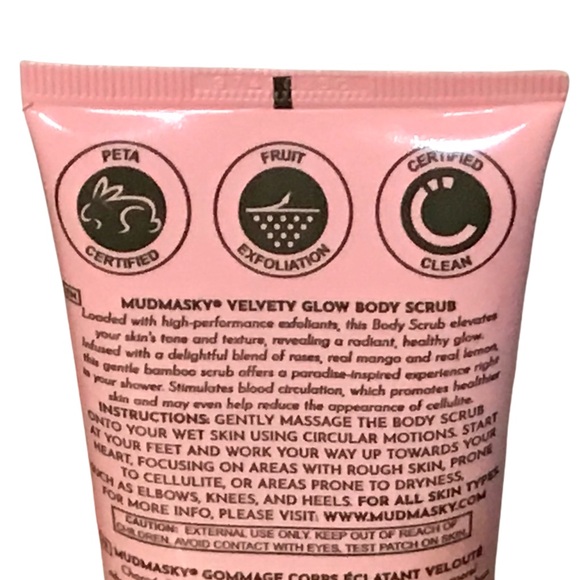 PETA
CERTIFIED
FRUIT
EXFOLIATION
CERTIFIED
CLEAN
EN
MUDMASKY® VELVETY GLOW BODY SCRUB
Loaded with high-performance exfoliants, this Body Scrub elevates
your skin's tone and texture, revealing a radiant, healthy glow.
Infused with a delightful blend of roses, real mango and real lemon,
this gentle bamboo scrub offers a paradise-inspired experience right
in your shower. Stimulates blood circulation, which promotes healthier
skin and may even help reduce the appearance of cellulite.
INSTRUCTIONS: GENTLY MASSAGE THE BODY SCRUB
ONTO YOUR WET SKIN USING CIRCULAR MOTIONS. START
AT YOUR FEET AND WORK YOUR WAY UP TOWARDS YOUR
HEART, FOCUSING ON AREAS WITH ROUGH SKIN, PRONE
TO CELLULITE, OR AREAS PRONE TO DRYNESS,
SUCH AS ELBOWS, KNEES, AND HEELS. FOR ALL SKIN TYPES.
FOR MORE INFO, PLEASE VISIT: WWW.MUDMASKY.COM
CAUTION: EXTERNAL USE ONLY. KEEP OUT OF REACH OF
CHILDREN. AVOID CONTACT WITH EYES. TEST PATCH ON SKIN.
MUDMASKY® GOMMAGE CORPS ÉCLATANT VELOUTÉ